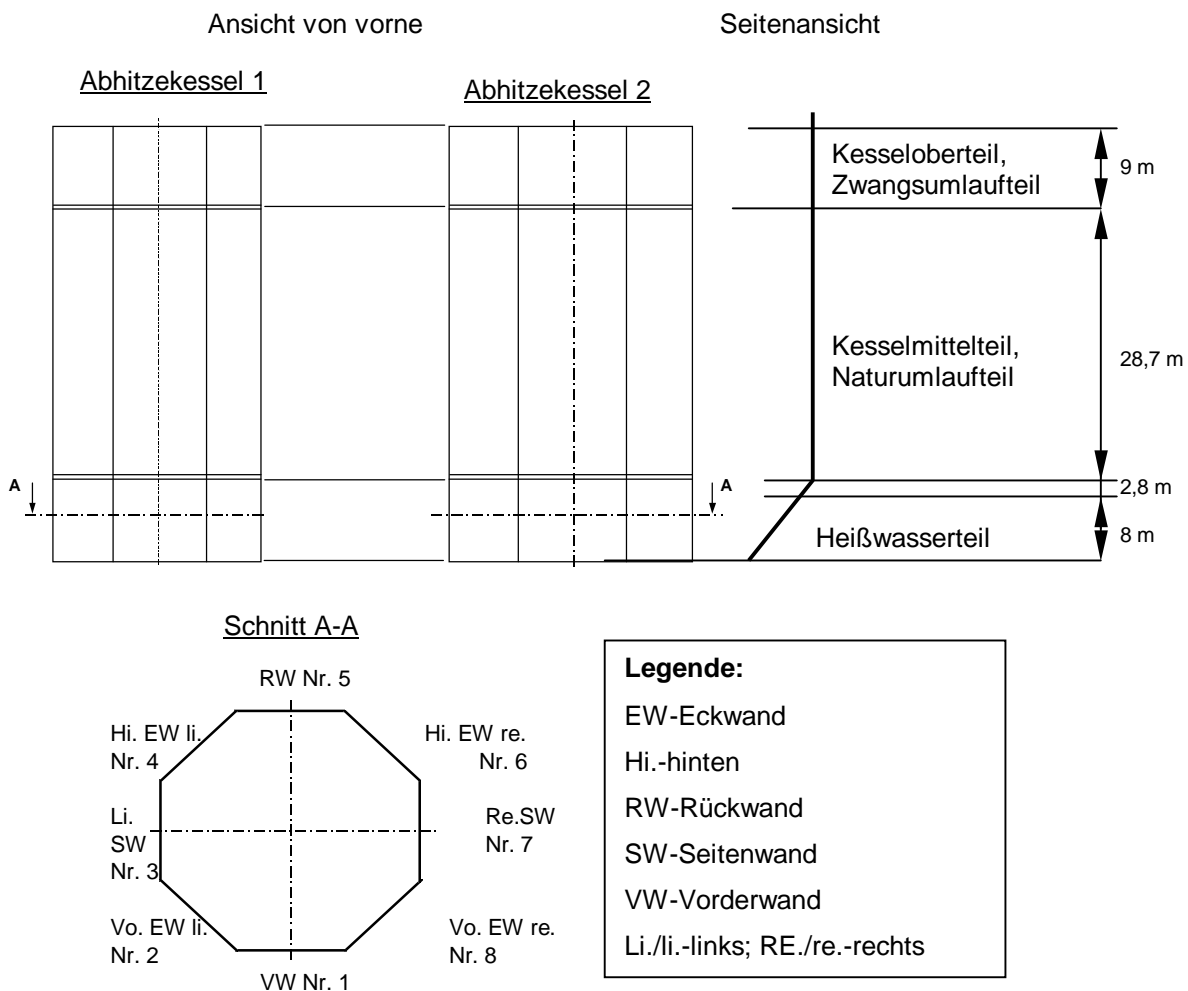 Ansicht von vorne
Seitenansicht
Abhitzekessel 1
Abhitzekessel 2
Kesseloberteil,
Zwangsumlaufteil
9 m
Kesselmittelteil,
Naturumlaufteil
28,7 m
A
A
2,8 m
Heißwasserteil
8 m
Schnitt A-A
RW Nr. 5
Hi. EW li.
Nr. 4
Hi. EW re.
Nr. 6
Li.
SW
Nr. 3
Re.SW
Nr. 7
Vo. EW li.
Nr. 2
Vo. EW re.
Nr. 8
VW Nr. 1
Legende:
EW-Eckwand
Hi.-hinten
RW-Rückwand
SW-Seitenwand
VW-Vorderwand
Li./li.-links; RE./re.-rechts